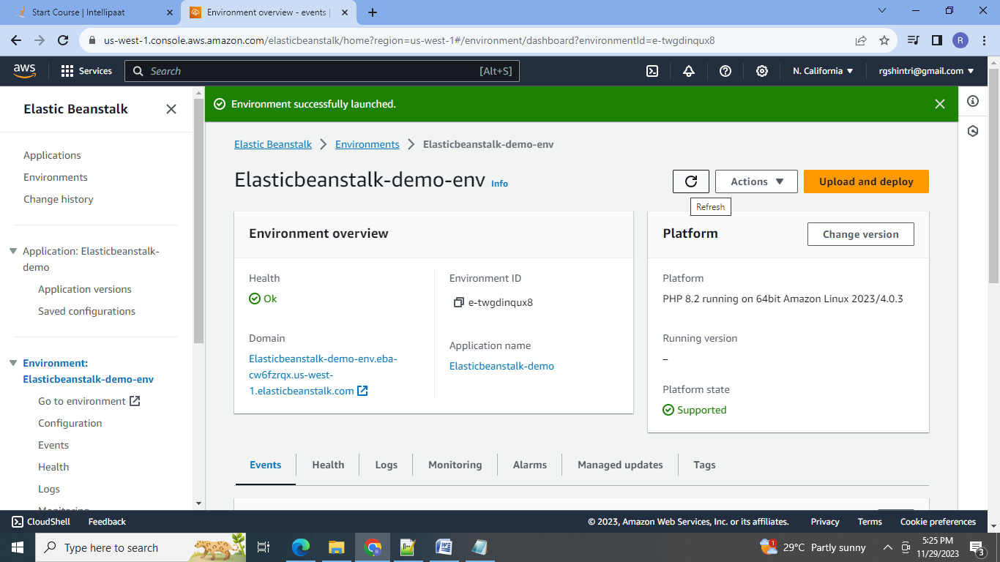 Start Course | Intellipaat
Environment overview - events |
us-west-1.console.aws.amazon.com/elasticbeanstalk/home?region=us-west-1#/environment/dashboard?environmentId=e-twgdinqux8
R
aws
Services
Search
[Alt+S]
N. California
rgshintri@gmail.com
Elastic Beanstalk
Environment successfully launched.
Applications
Environments
Change history
Application: Elasticbeanstalk-
demo
Application versions
Saved configurations
Environment:
Elasticbeanstalk-demo-env
Go to environment
Configuration
Events
Health
Logs
Monitoring
Elastic Beanstalk
Environments
Elasticbeanstalk-demo-env
Elasticbeanstalk-demo-env
Info
Actions
Upload and deploy
Refresh
Environment overview
Health
Ok
Domain
Elasticbeanstalk-demo-env.eba-
cw6fzrqx.us-west-
1.elasticbeanstalk.com
Environment ID
e-twgdinqux8
Application name
Elasticbeanstalk-demo
Platform
Change version
Platform
PHP 8.2 running on 64bit Amazon Linux 2023/4.0.3
Running version
–
Platform state
Supported
Events
Health
Logs
Monitoring
Alarms
Managed updates
Tags
CloudShell
Feedback
© 2023, Amazon Web Services, Inc. or its affiliates.
Privacy
Terms
Cookie preferences
Type here to search
1
29°C Partly sunny
5:25 PM
11/29/2023
3